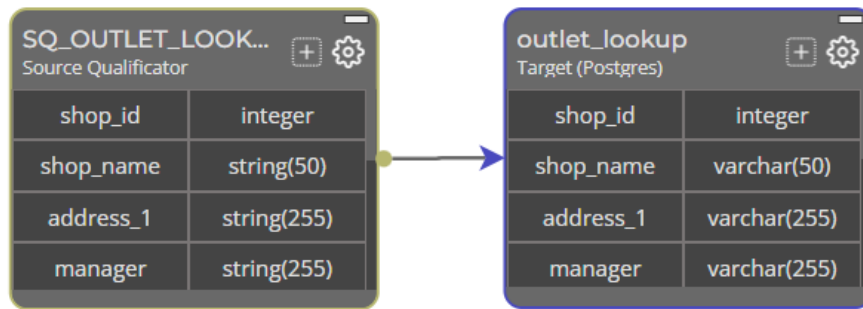 SQ_OUTLET_LOOK...
Source Qualificator
shop_id integer
shop_name string(50)
address_1 string(255)
manager string(255)
outlet_lookup
Target (Postgres)
shop_id integer
shop_name varchar(50)
address_1 varchar(255)
manager varchar(255)